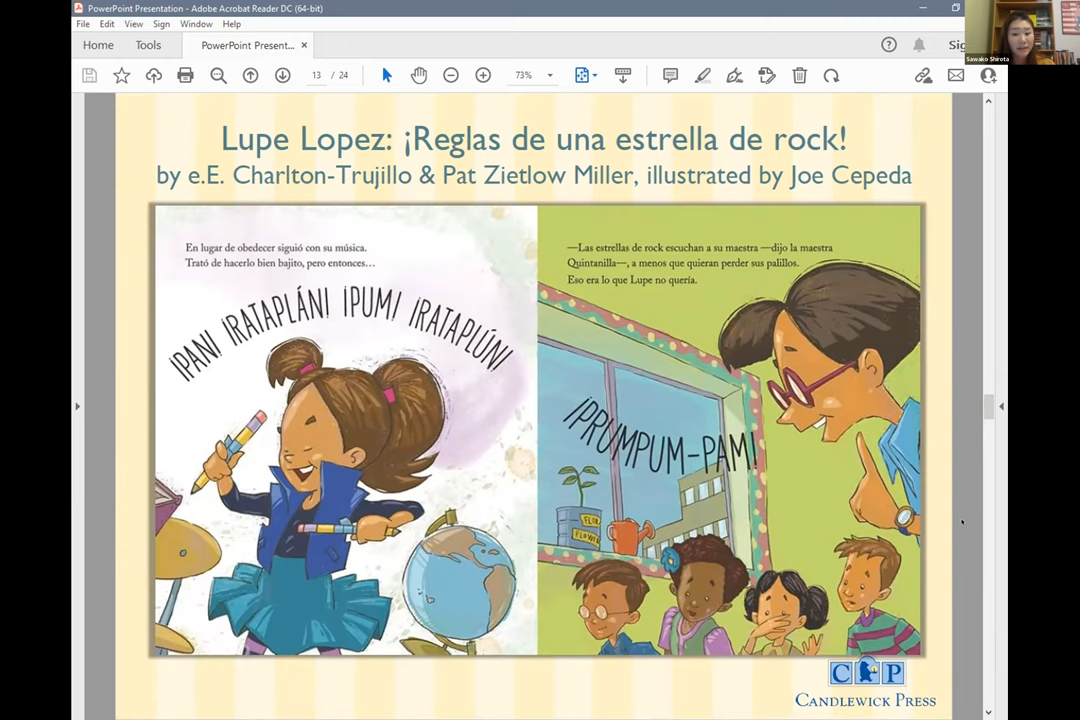 PowerPoint Presentation - Adobe Acrobat Reader DC (64-bit)
File Edit View Sign Window Help
Home Tools PowerPoint Present... ×
Sawako Shirota
13 / 24 73%
Lupe Lopez: ¡Reglas de una estrella de rock!
by e.E. Charlton-Trujillo & Pat Zietlow Miller, illustrated by Joe Cepeda
En lugar de obedecer siguió con su música.
Trató de hacerlo bien bajito, pero entonces…
¡PAN! ¡RATAPLÁN! ¡PUM! ¡RATAPLÚN!
—Las estrellas de rock escuchan a su maestra —dijo la maestra
Quintanilla—, a menos que quieran perder sus palillos.
Eso era lo que Lupe no quería.
¡PRUMPUM-PAM!
FLOR
FLOWER
C P
CANDLEWICK PRESS